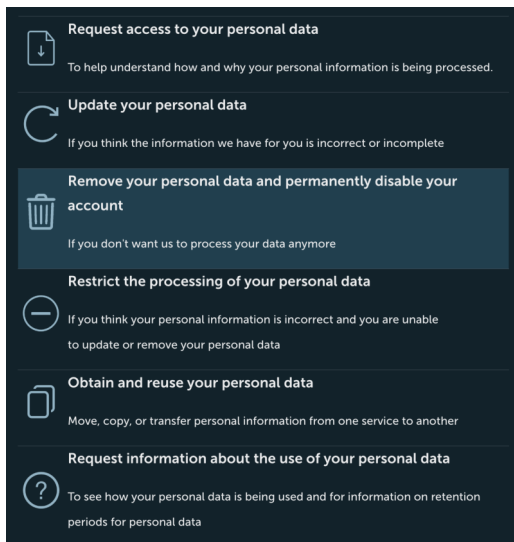 Request access to your personal data
To help understand how and why your personal information is being processed.
Update your personal data
If you think the information we have for you is incorrect or incomplete
Remove your personal data and permanently disable your
account
If you don't want us to process your data anymore
Restrict the processing of your personal data
If you think your personal information is incorrect and you are unable
to update or remove your personal data
Obtain and reuse your personal data
Move, copy, or transfer personal information from one service to another
Request information about the use of your personal data
?
To see how your personal data is being used and for information on retention
periods for personal data